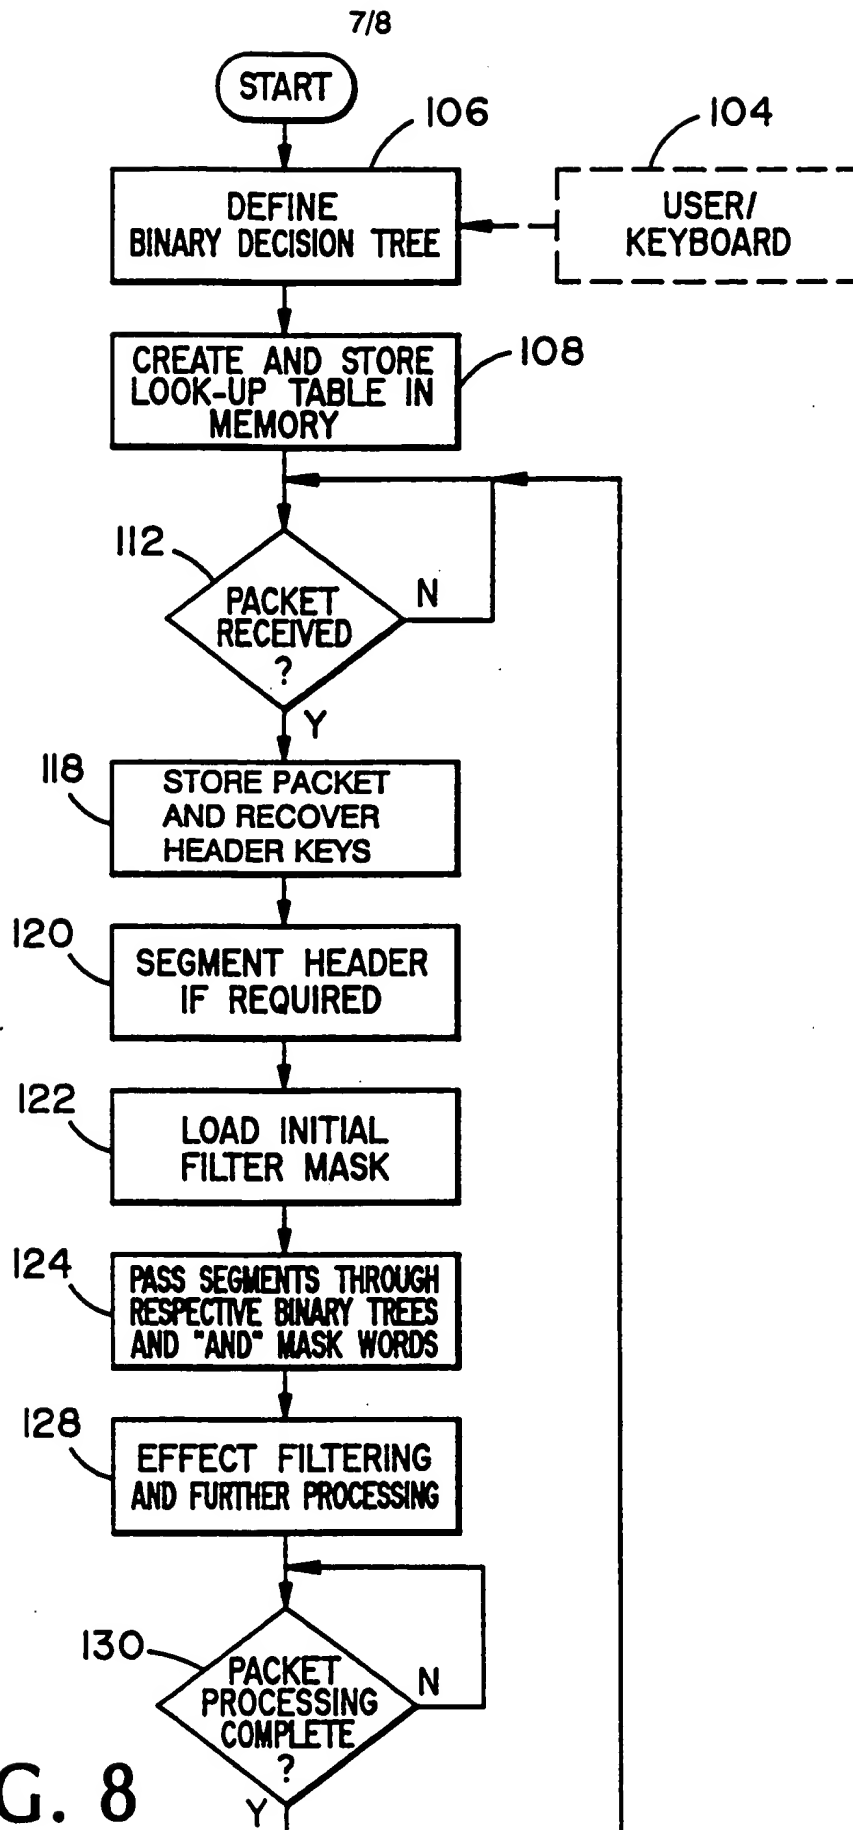 7/8
START
106
104
DEFINE
BINARY DECISION TREE
USER/
KEYBOARD
CREATE AND STORE
LOOK-UP TABLE IN
MEMORY
108
112
PACKET
RECEIVED
?
N
Y
118
STORE PACKET
AND RECOVER
HEADER KEYS
120
SEGMENT HEADER
IF REQUIRED
122
LOAD INITIAL
FILTER MASK
124
PASS SEGMENTS THROUGH
RESPECTIVE BINARY TREES
AND "AND" MASK WORDS
128
EFFECT FILTERING
AND FURTHER PROCESSING
130
PACKET
PROCESSING
COMPLETE
?
N
Y
G. 8